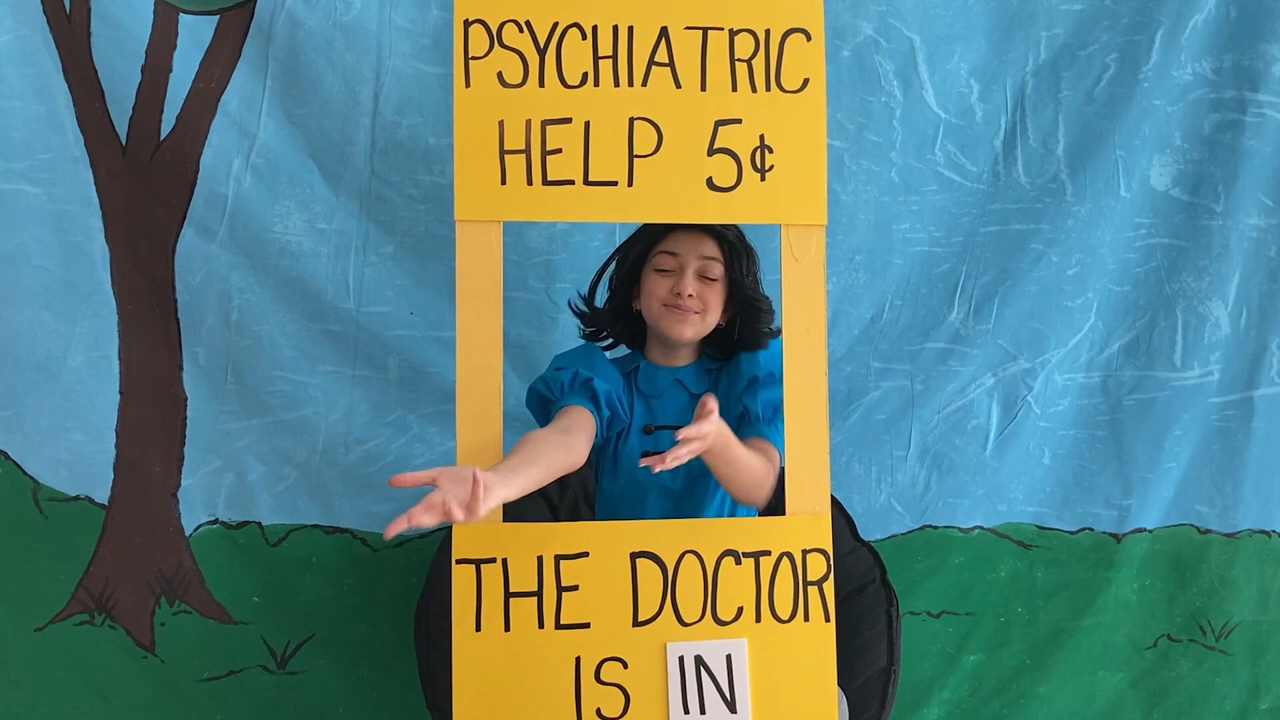 PSYCHIATRIC
HELP 5¢
THE DOCTOR
IS IN